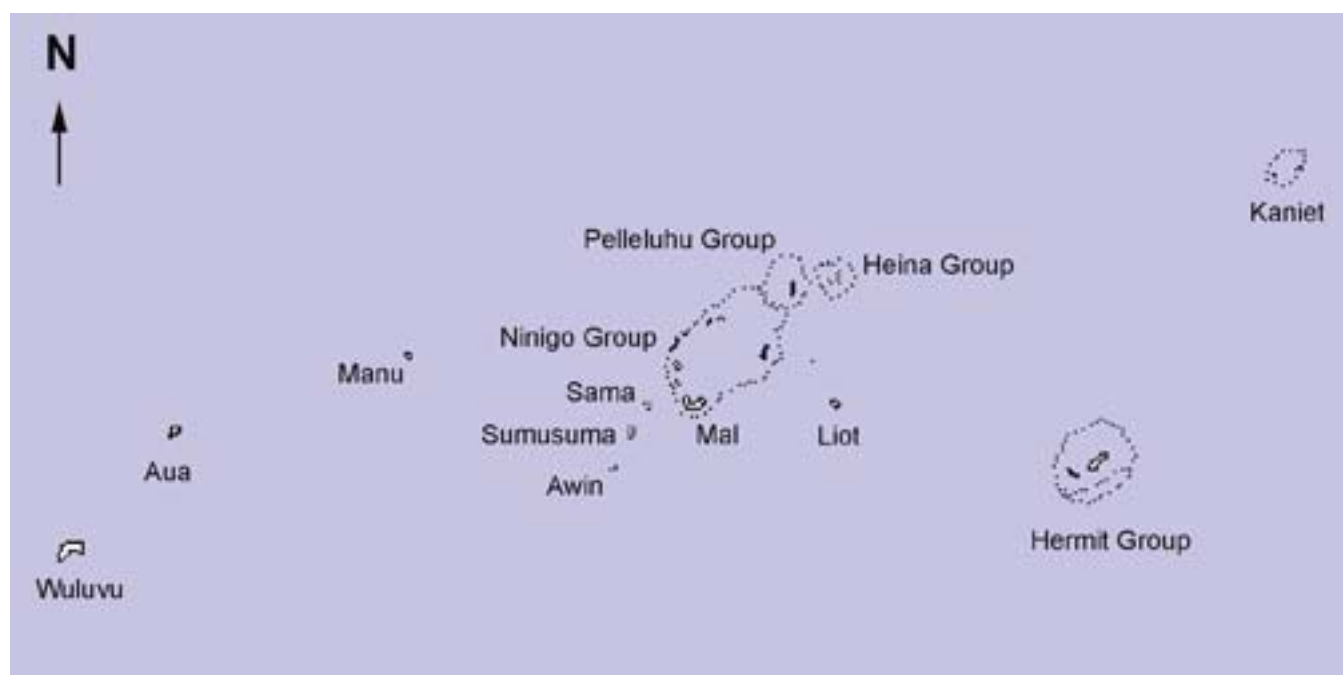 N
Kaniet
Pelleluhu Group
Heina Group
Ninigo Group
Manu
Sama
Sumusuma
Mal
Liot
Aua
Awin
Hermit Group
Wuluvu